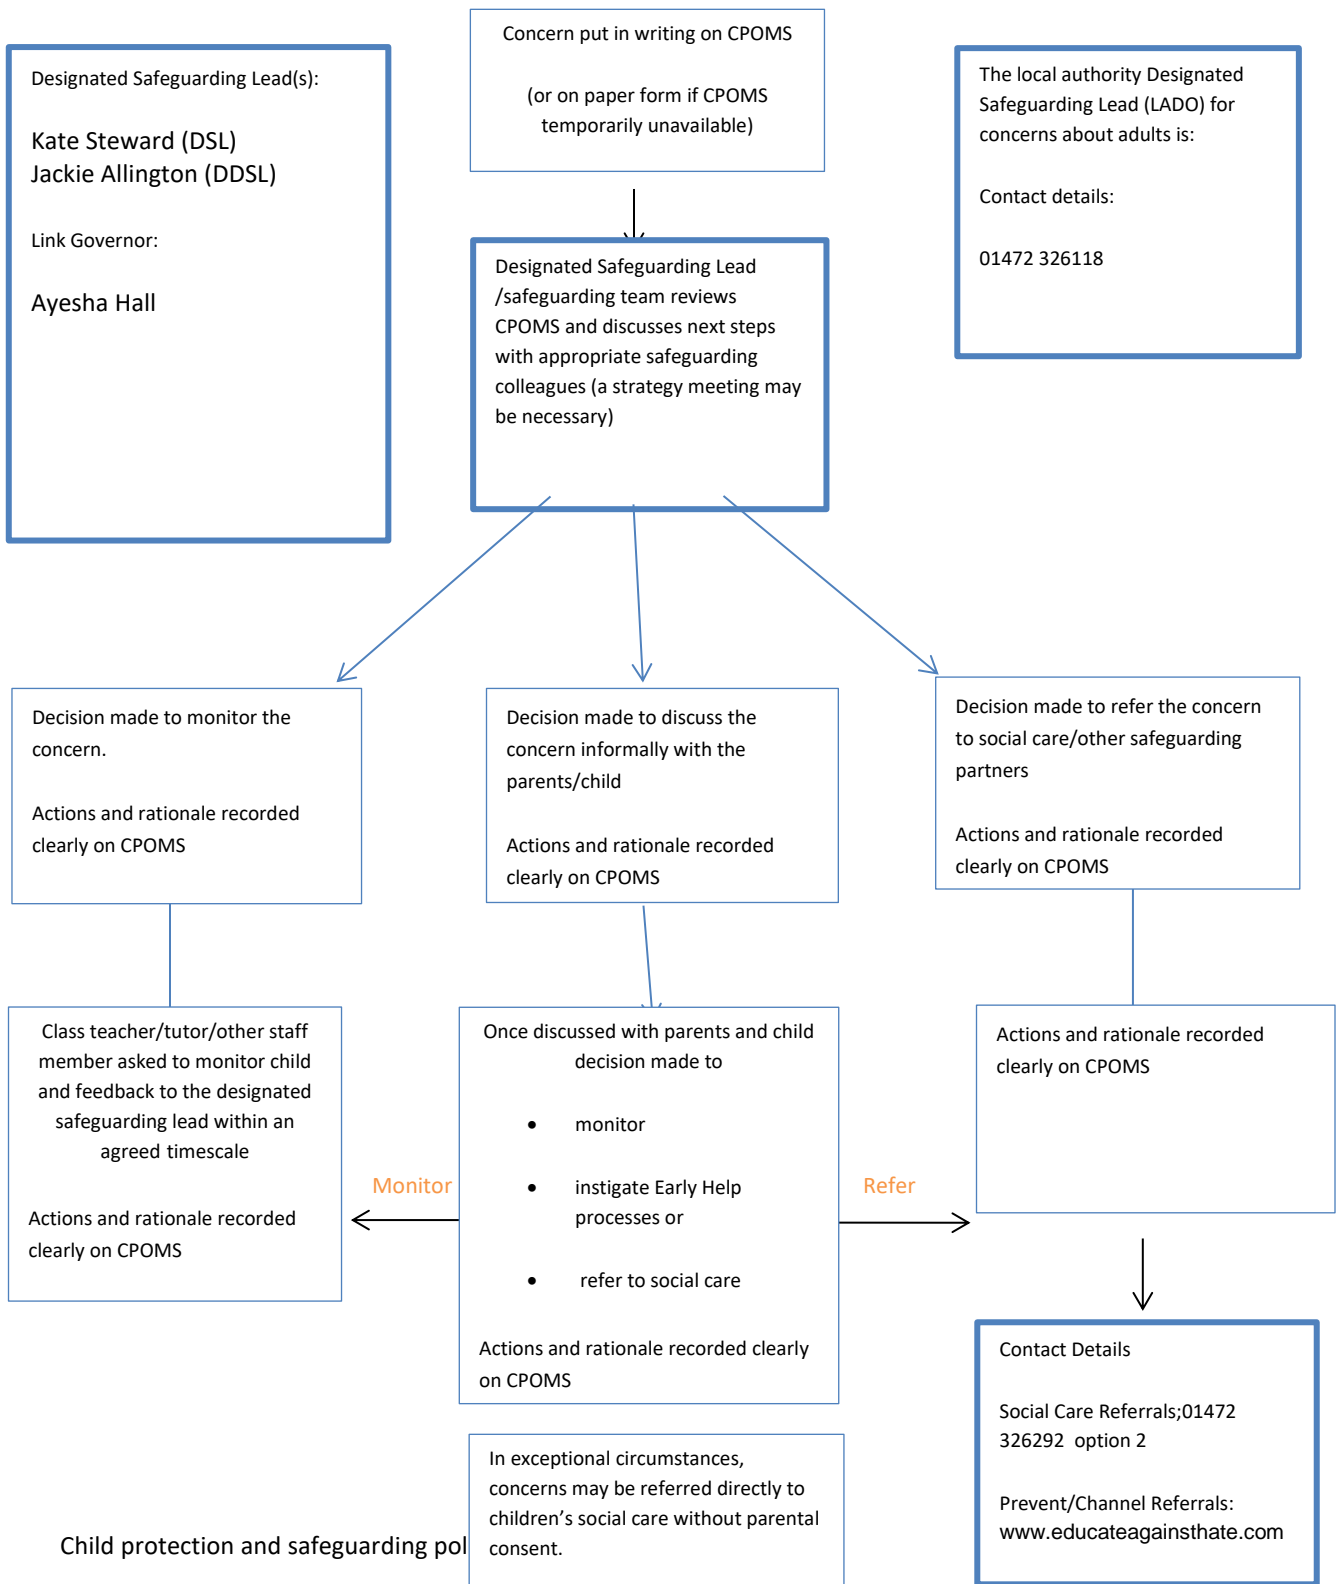 Concern put in writing on CPOMS
(or on paper form if CPOMS
temporarily unavailable)
Designated Safeguarding Lead(s):
Kate Steward (DSL)
Jackie Allington (DDSL)
Link Governor:
Ayesha Hall
The local authority Designated
Safeguarding Lead (LADO) for
concerns about adults is:
Contact details:
01472 326118
Designated Safeguarding Lead
/safeguarding team reviews
CPOMS and discusses next steps
with appropriate safeguarding
colleagues (a strategy meeting may
be necessary)
Decision made to monitor the
concern.
Actions and rationale recorded
clearly on CPOMS
Decision made to discuss the
concern informally with the
parents/child
Actions and rationale recorded
clearly on CPOMS
Decision made to refer the concern
to social care/other safeguarding
partners
Actions and rationale recorded
clearly on CPOMS
Class teacher/tutor/other staff
member asked to monitor child
and feedback to the designated
safeguarding lead within an
agreed timescale
Actions and rationale recorded
clearly on CPOMS
Monitor
Once discussed with parents and child
decision made to
• monitor
• instigate Early Help
processes or
• refer to social care
Actions and rationale recorded clearly
on CPOMS
Refer
Actions and rationale recorded
clearly on CPOMS
Contact Details
Social Care Referrals;01472
326292 option 2
Prevent/Channel Referrals:
www.educateagainsthate.com
In exceptional circumstances,
concerns may be referred directly to
children’s social care without parental
consent.
Child protection and safeguarding pol